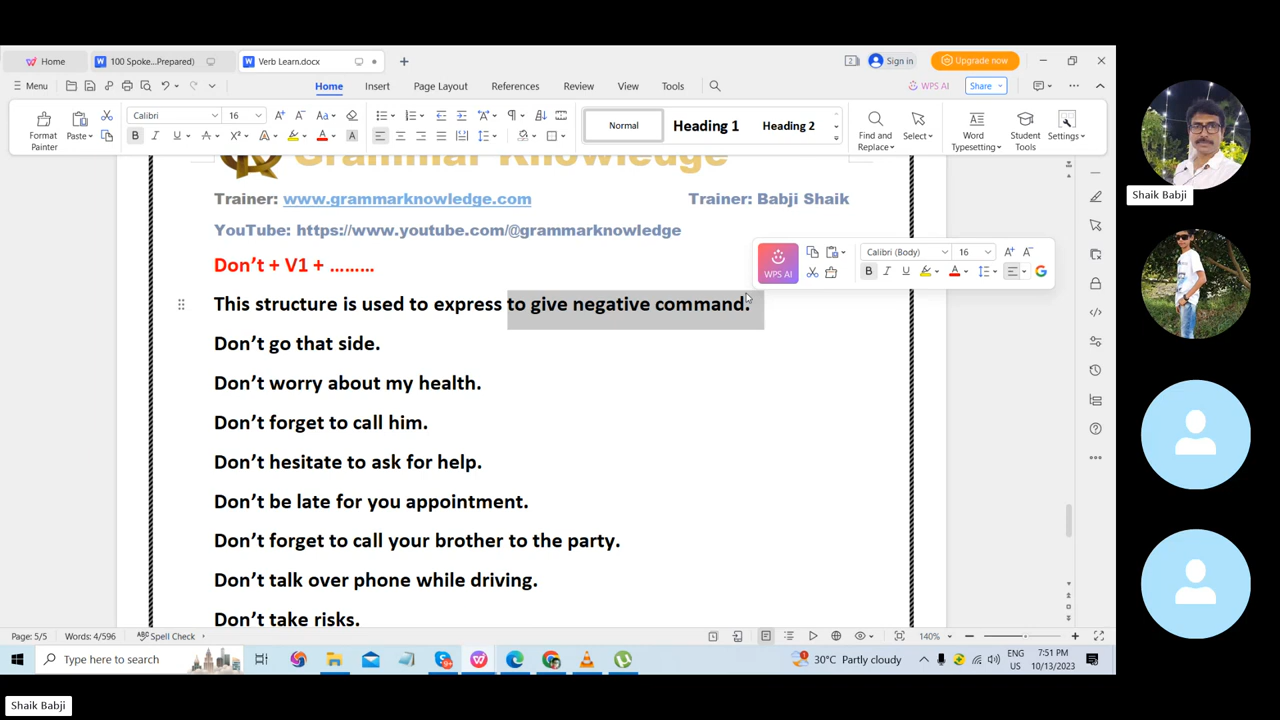 Home
100 Spoke...Prepared)
Verb Learn.docx
Sign in
Upgrade now
Menu
Home
Insert
Page Layout
References
Review
View
Tools
WPS AI
Share
Format Painter
Paste
Calibri
16
Normal
Heading 1
Heading 2
Find and Replace
Select
Word Typesetting
Student Tools
Settings
Grammar Knowledge
Trainer: www.grammarknowledge.com Trainer: Babji Shaik
YouTube: https://www.youtube.com/@grammarknowledge
Don’t + V1 + .........
WPS AI
Calibri (Body)
16
This structure is used to express to give negative command.
Don’t go that side.
Don’t worry about my health.
Don’t forget to call him.
Don’t hesitate to ask for help.
Don’t be late for you appointment.
Don’t forget to call your brother to the party.
Don’t talk over phone while driving.
Don’t take risks.
Page: 5/5
Words: 4/596
Spell Check
140%
Type here to search
30°C Partly cloudy
ENG
US
7:51 PM
10/13/2023
Shaik Babji
Shaik Babji